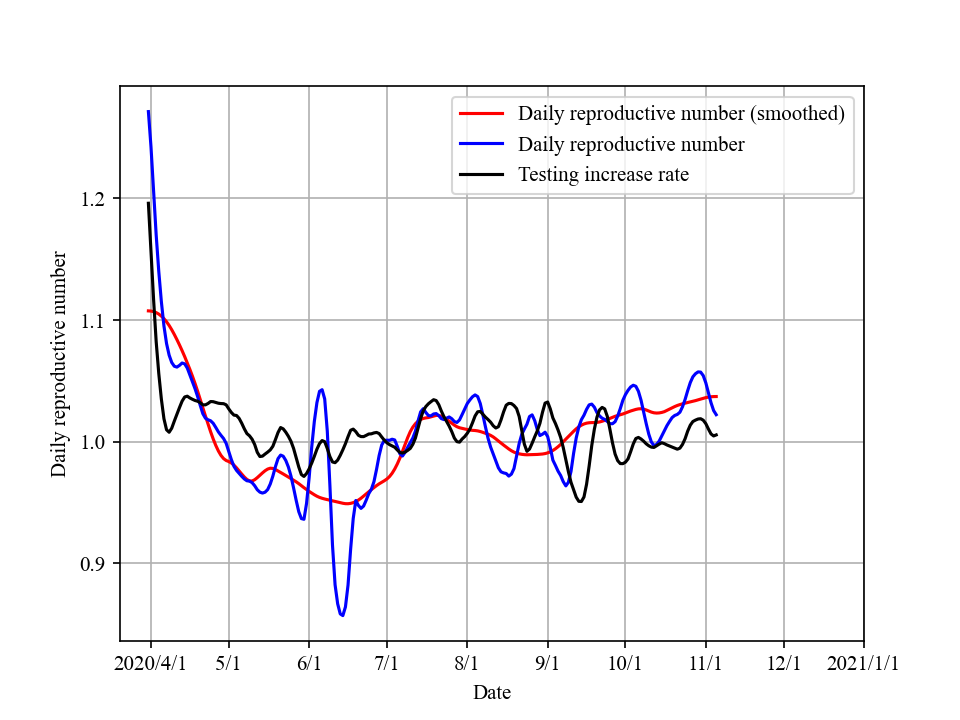 Daily reproductive number (smoothed)
Daily reproductive number
Testing increase rate
Daily reproductive number
1.2
1.1
1.0
0.9
2020/4/1 5/1 6/1 7/1 8/1 9/1 10/1 11/1 12/1 2021/1/1
Date